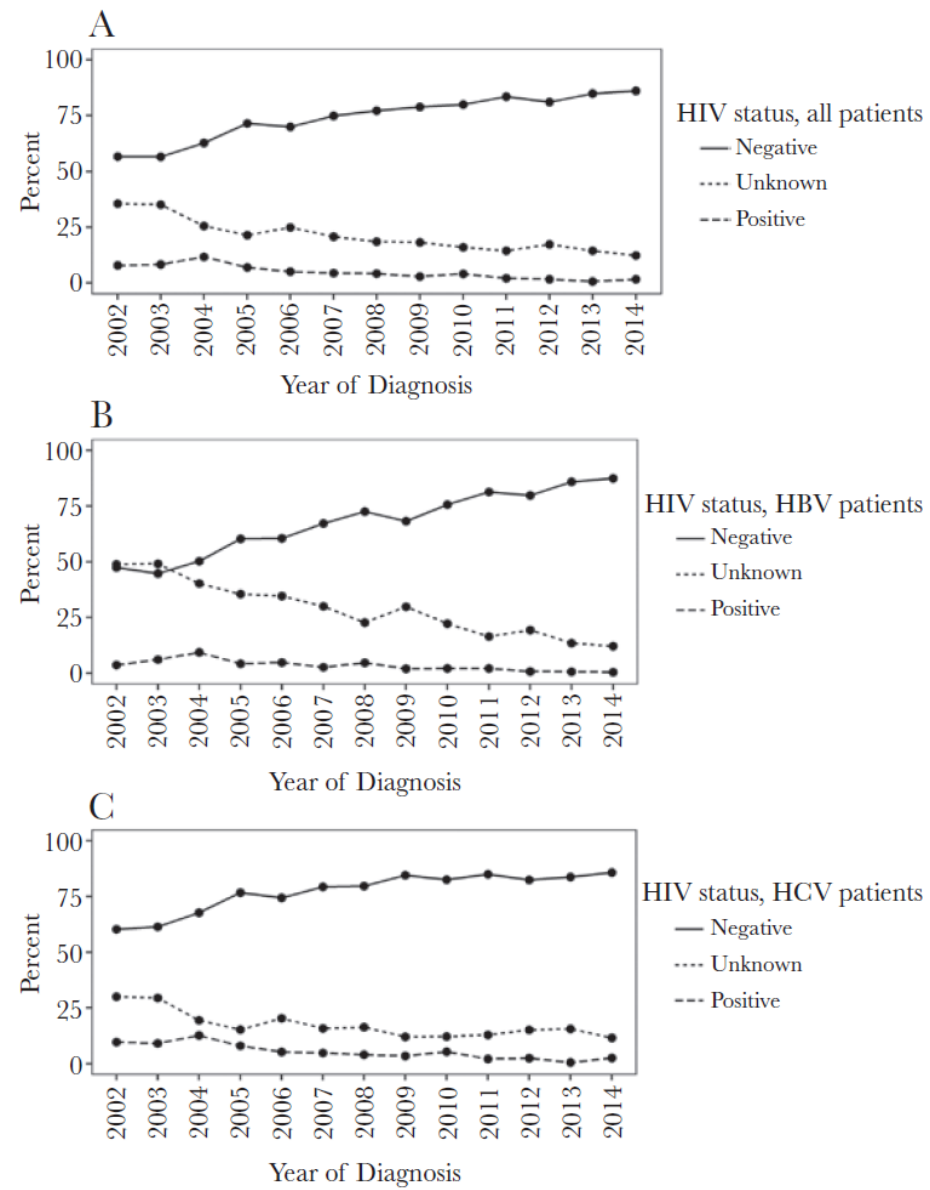 A
100
75
50
25
0
Percent
2002 2003 2004 2005 2006 2007 2008 2009 2010 2011 2012 2013 2014
Year of Diagnosis
HIV status, all patients
Negative
Unknown
Positive
B
100
75
50
25
0
Percent
2002 2003 2004 2005 2006 2007 2008 2009 2010 2011 2012 2013 2014
Year of Diagnosis
HIV status, HBV patients
Negative
Unknown
Positive
C
100
75
50
25
0
Percent
2002 2003 2004 2005 2006 2007 2008 2009 2010 2011 2012 2013 2014
Year of Diagnosis
HIV status, HCV patients
Negative
Unknown
Positive